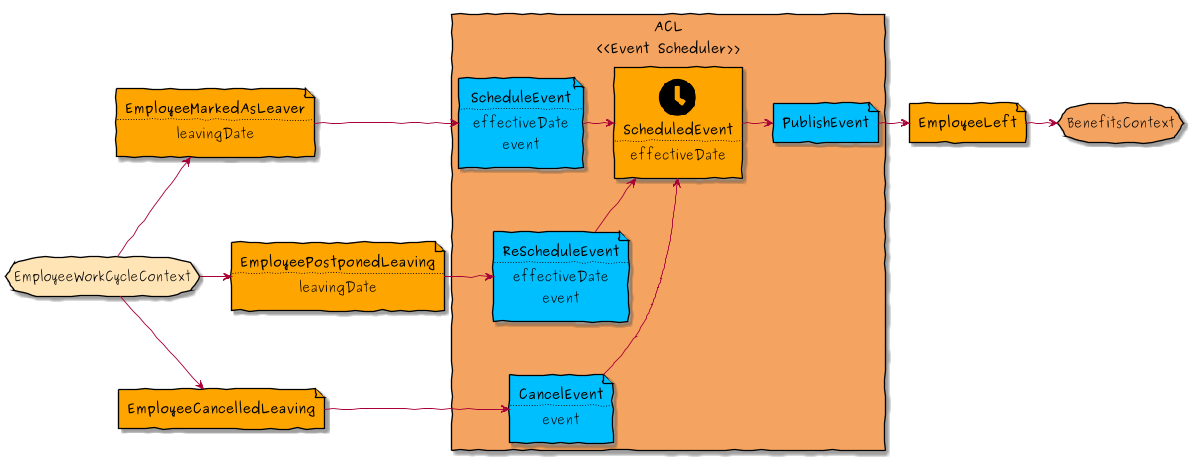 ACL
<<Event Scheduler>>
EmployeeMarkedAsLeaver
leavingDate
ScheduleEvent
effectiveDate
event
ScheduledEvent
effectiveDate
PublishEvent
EmployeeLeft
BenefitsContext
EmployeeWorkCycleContext
EmployeePostponedLeaving
leavingDate
ReScheduleEvent
effectiveDate
event
EmployeeCancelledLeaving
CancelEvent
event